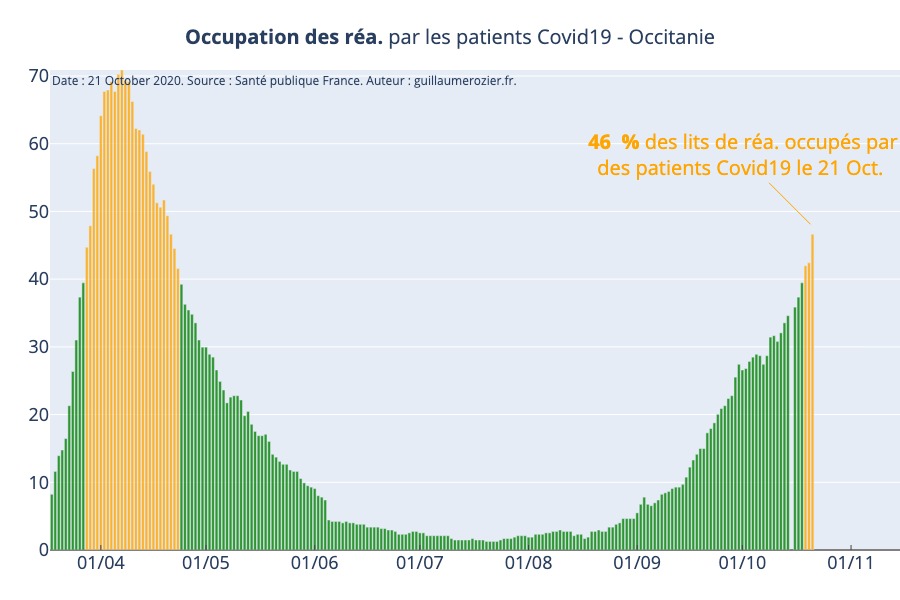 Occupation des réa. par les patients Covid19 - Occitanie
Date : 21 October 2020. Source : Santé publique France. Auteur : guillaumerozier.fr.
46 % des lits de réa. occupés par
des patients Covid19 le 21 Oct.
70
60
50
40
30
20
10
0
01/04 01/05 01/06 01/07 01/08 01/09 01/10 01/11